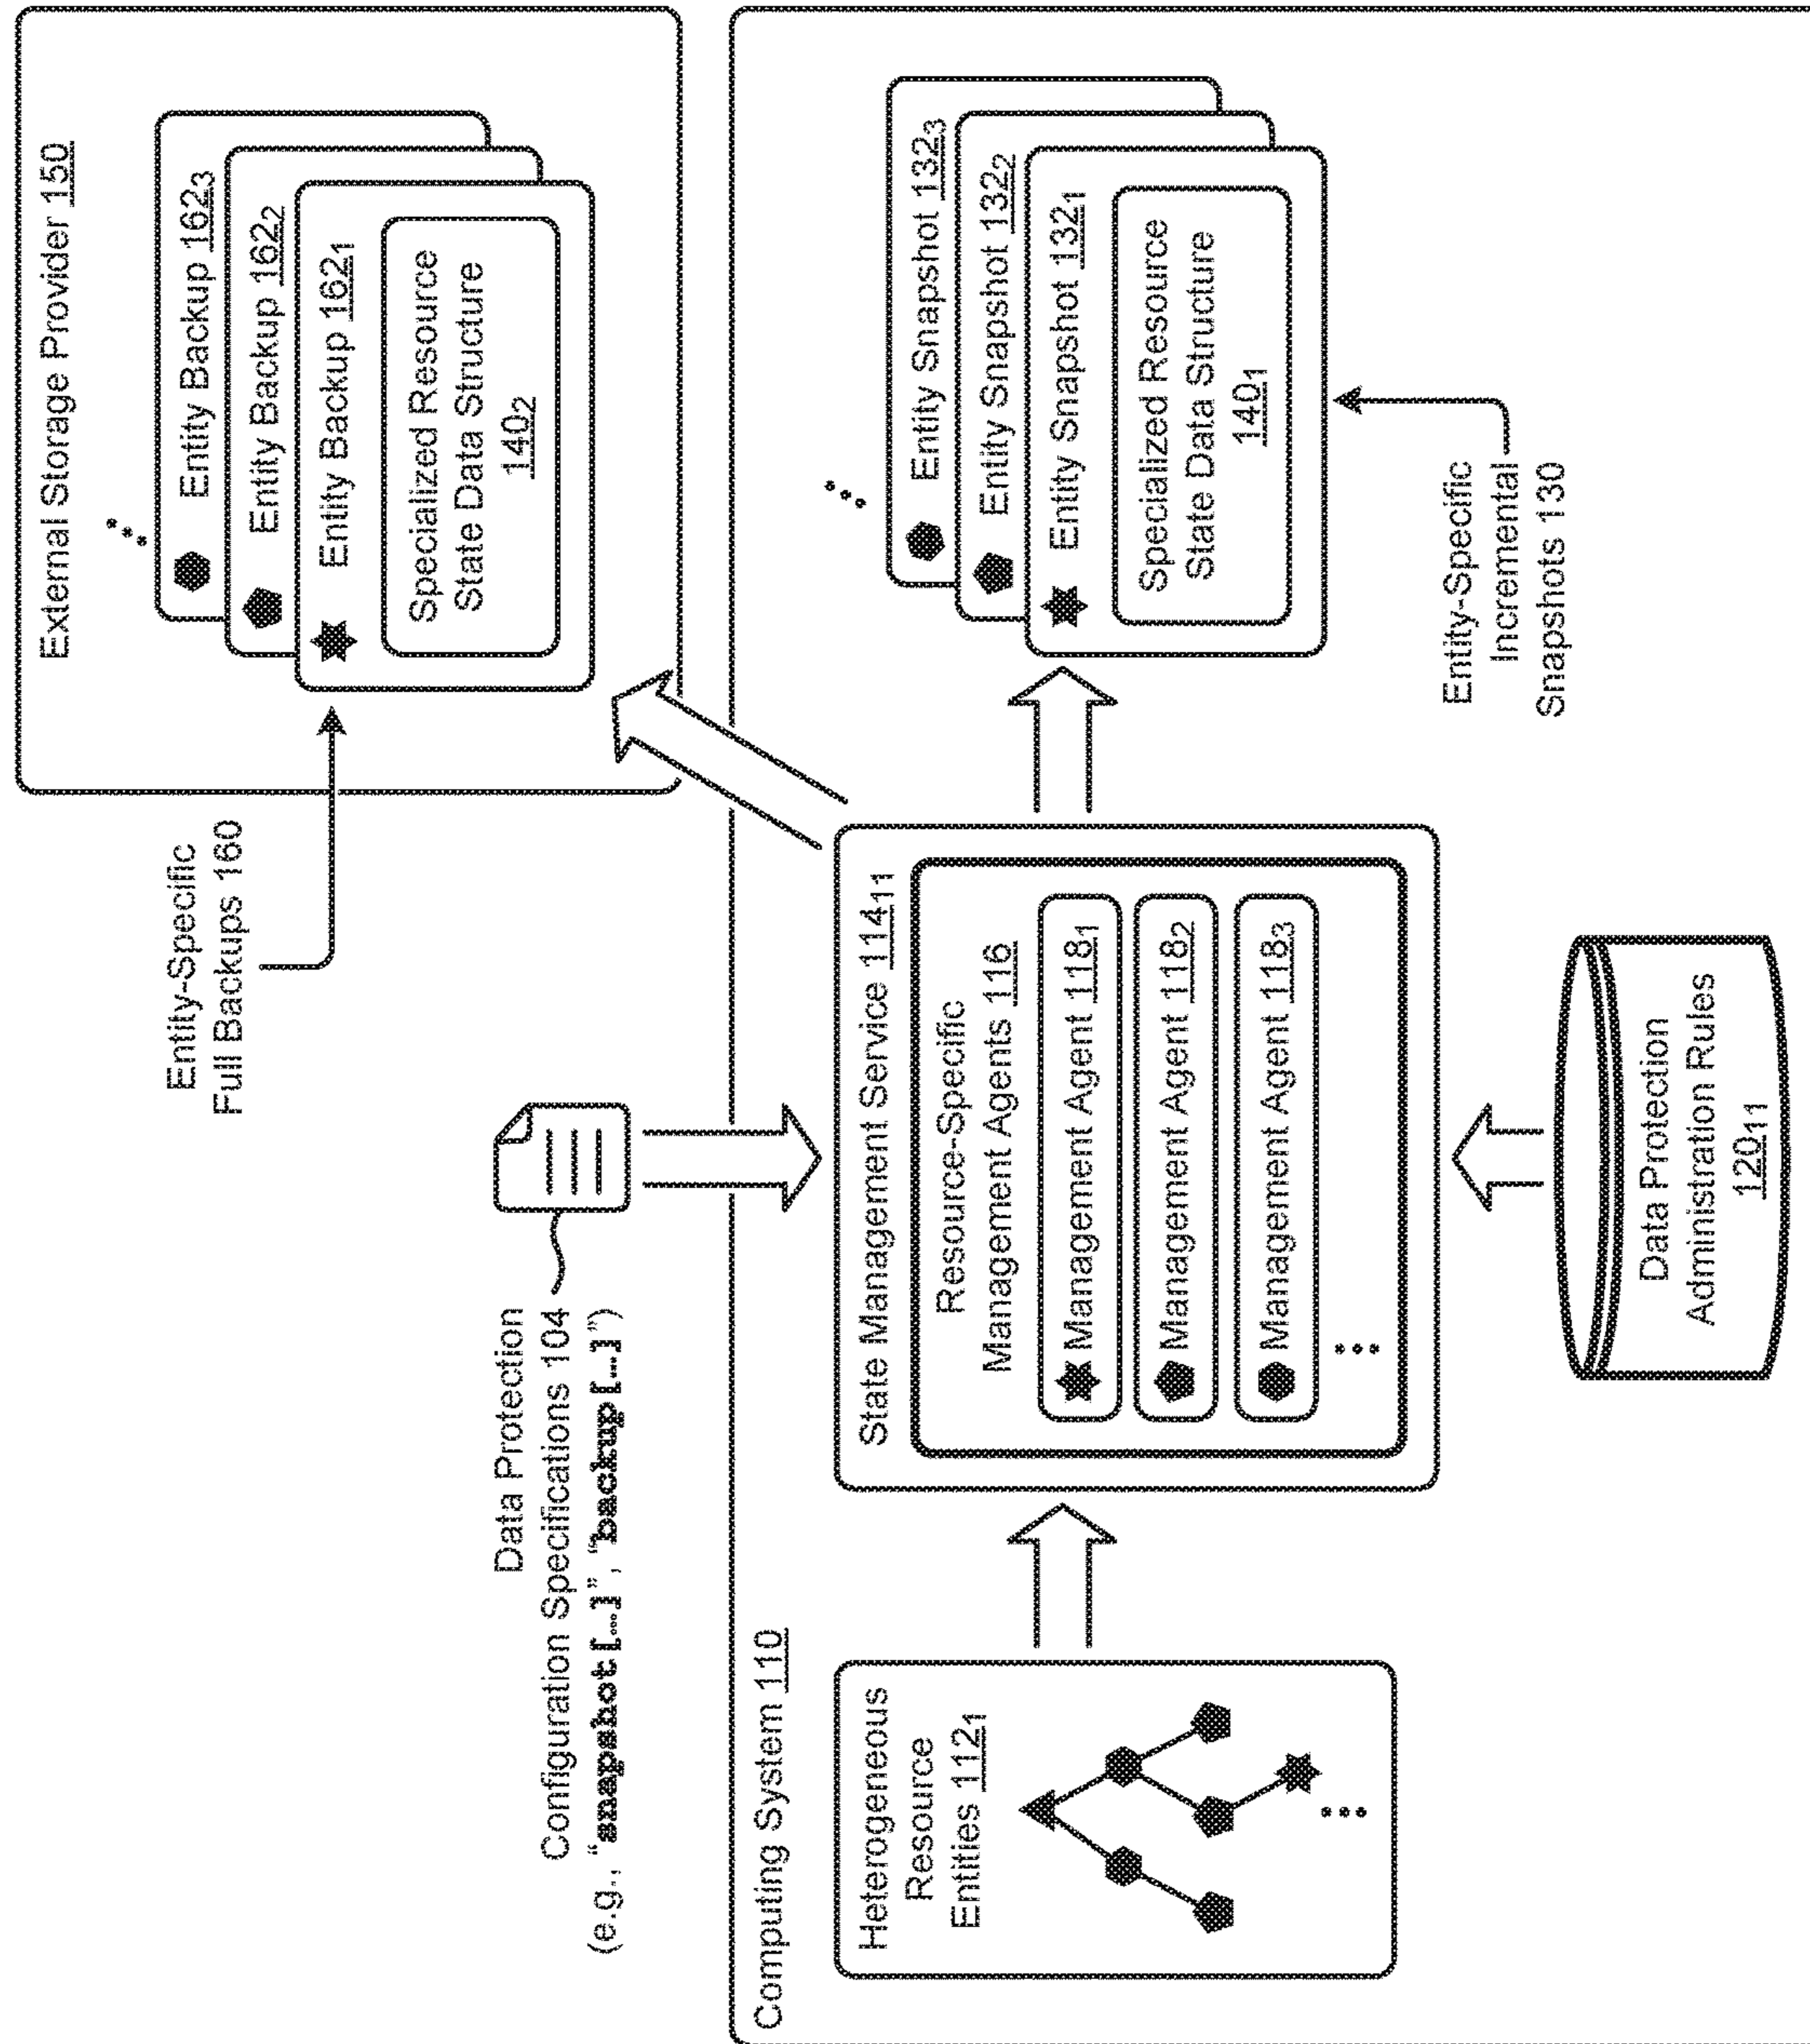 Data Protection
Configuration Specifications 104
(e.g., “snapshot[…]”, “backup[…]”)
Entity-Specific
Full Backups 160
External Storage Provider 150
Entity Backup 162₃
Entity Backup 162₂
Entity Backup 162₁
Specialized Resource
State Data Structure
140₂
Computing System 110
Heterogeneous
Resource
Entities 112₁
State Management Service 114₁₁
Resource-Specific
Management Agents 116
Management Agent 118₁
Management Agent 118₂
Management Agent 118₃
Data Protection
Administration Rules
120₁₁
Entity Snapshot 132₃
Entity Snapshot 132₂
Entity Snapshot 132₁
Specialized Resource
State Data Structure
140₁
Entity-Specific
Incremental
Snapshots 130